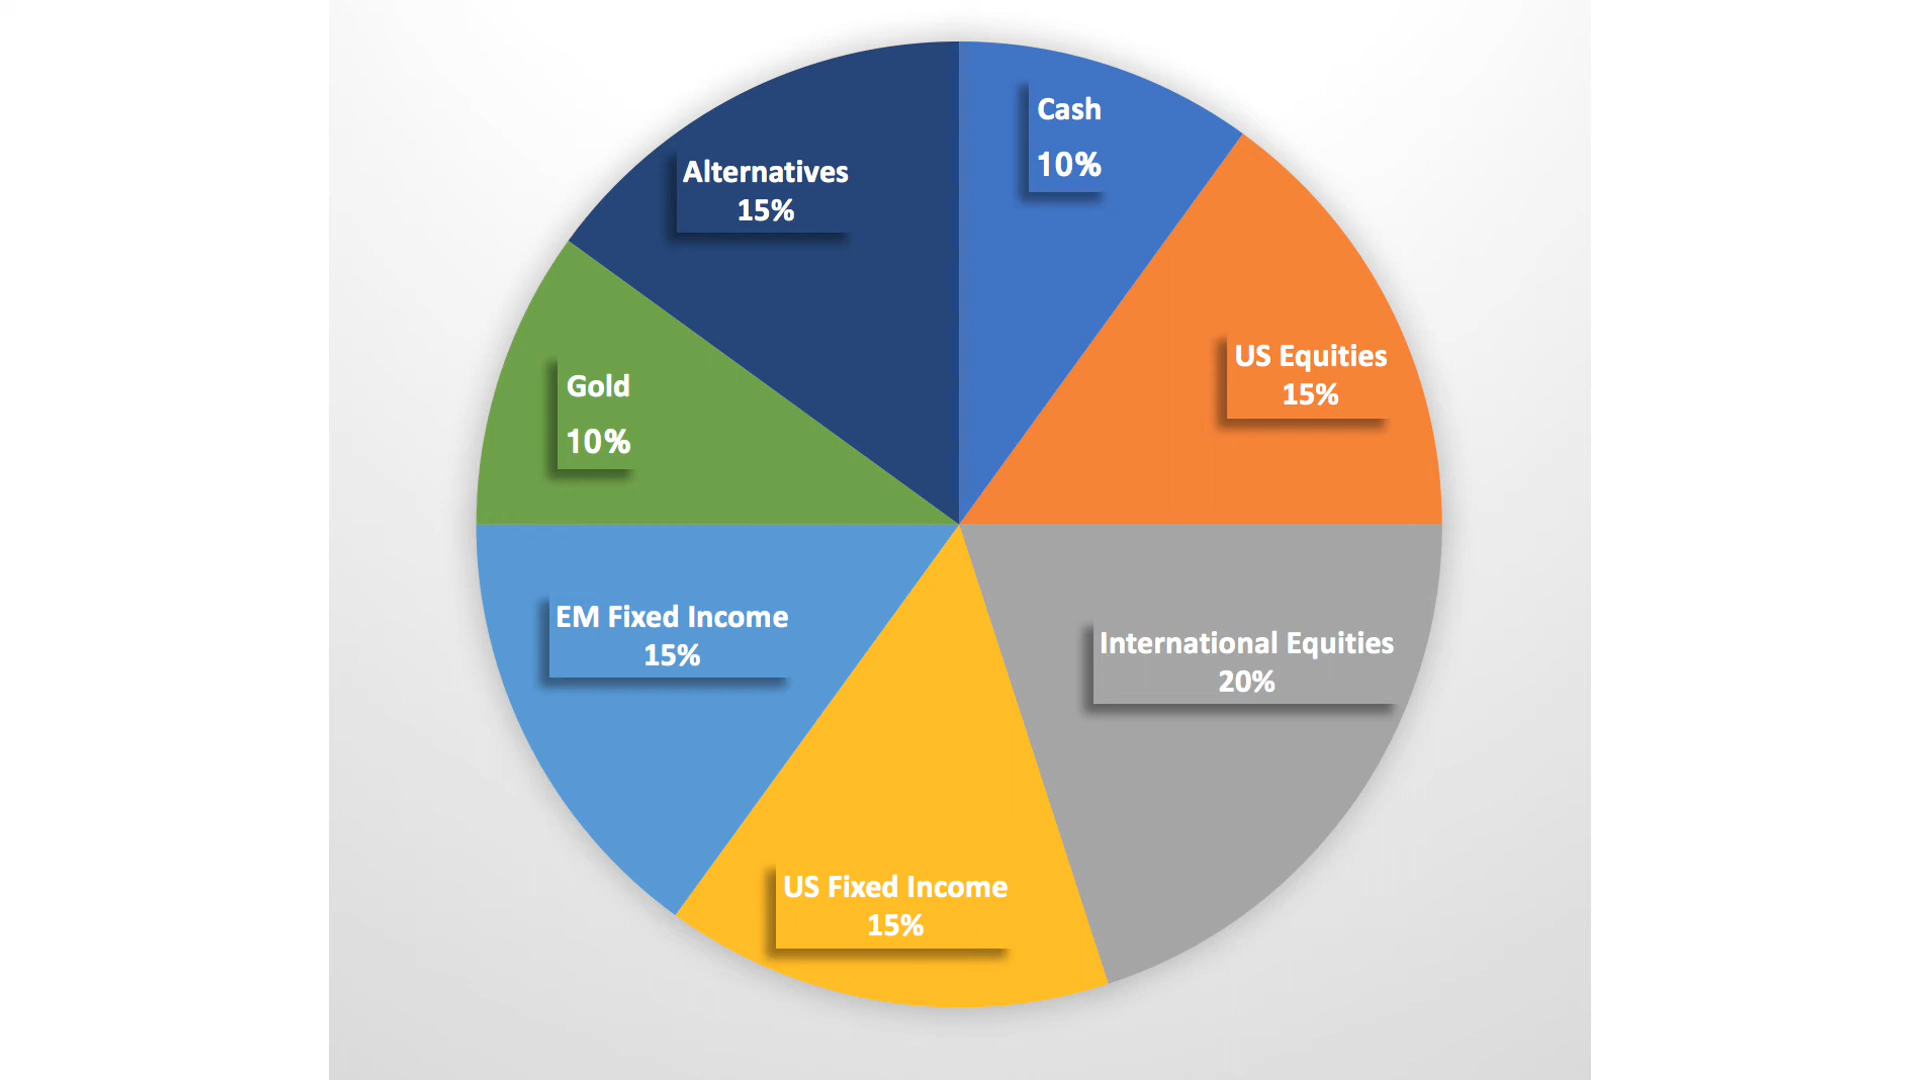 Cash
10%
Alternatives
15%
US Equities
15%
Gold
10%
EM Fixed Income
15%
International Equities
20%
US Fixed Income
15%